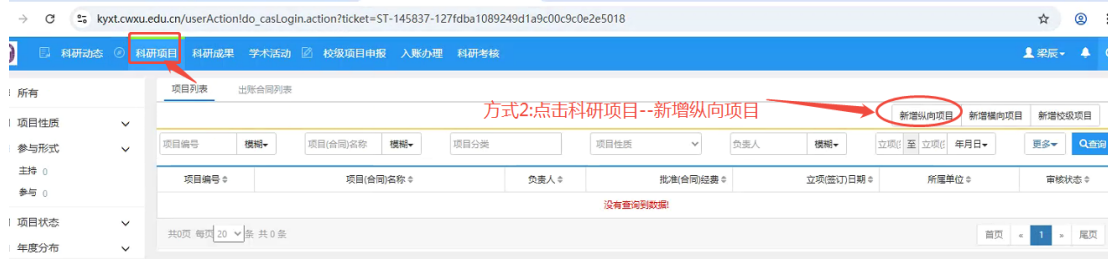 kyxt.cwxu.edu.cn/userAction!do_casLogin.action?ticket=ST-145837-127fdba1089249d1a9c00c9c0e2e5018
科研动态 科研项目 科研成果 学术活动 校级项目申报 入账办理 科研考核 梁辰
所有
项目列表 出账合同列表
方式2:点击科研项目--新增纵向项目
新增纵向项目 新增横向项目 新增校级项目
项目性质
项目编号 模糊 项目(合同)名称 模糊 项目分类 项目性质 负责人 模糊 立项( 至 立项( 年月日 更多 查询
参与形式
主持 0
参与 0
项目编号 项目(合同)名称 负责人 批准(合同)经费 立项(签订)日期 所属单位 审核状态
没有查询到数据!
项目状态
共0页 每页 20 条 共 0 条 首页 « 1 » 尾页
年度分布